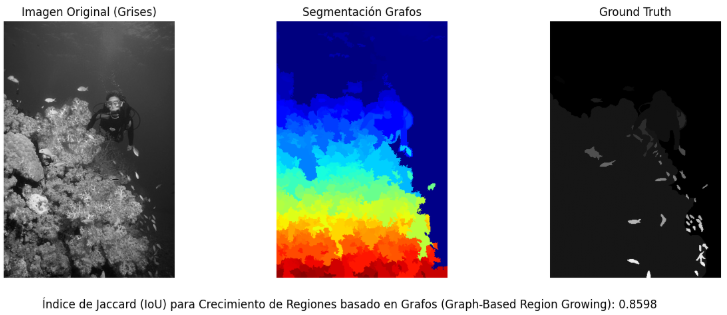 Imagen Original (Grises)
Segmentación Grafos
Ground Truth
Índice de Jaccard (IoU) para Crecimiento de Regiones basado en Grafos (Graph-Based Region Growing): 0.8598